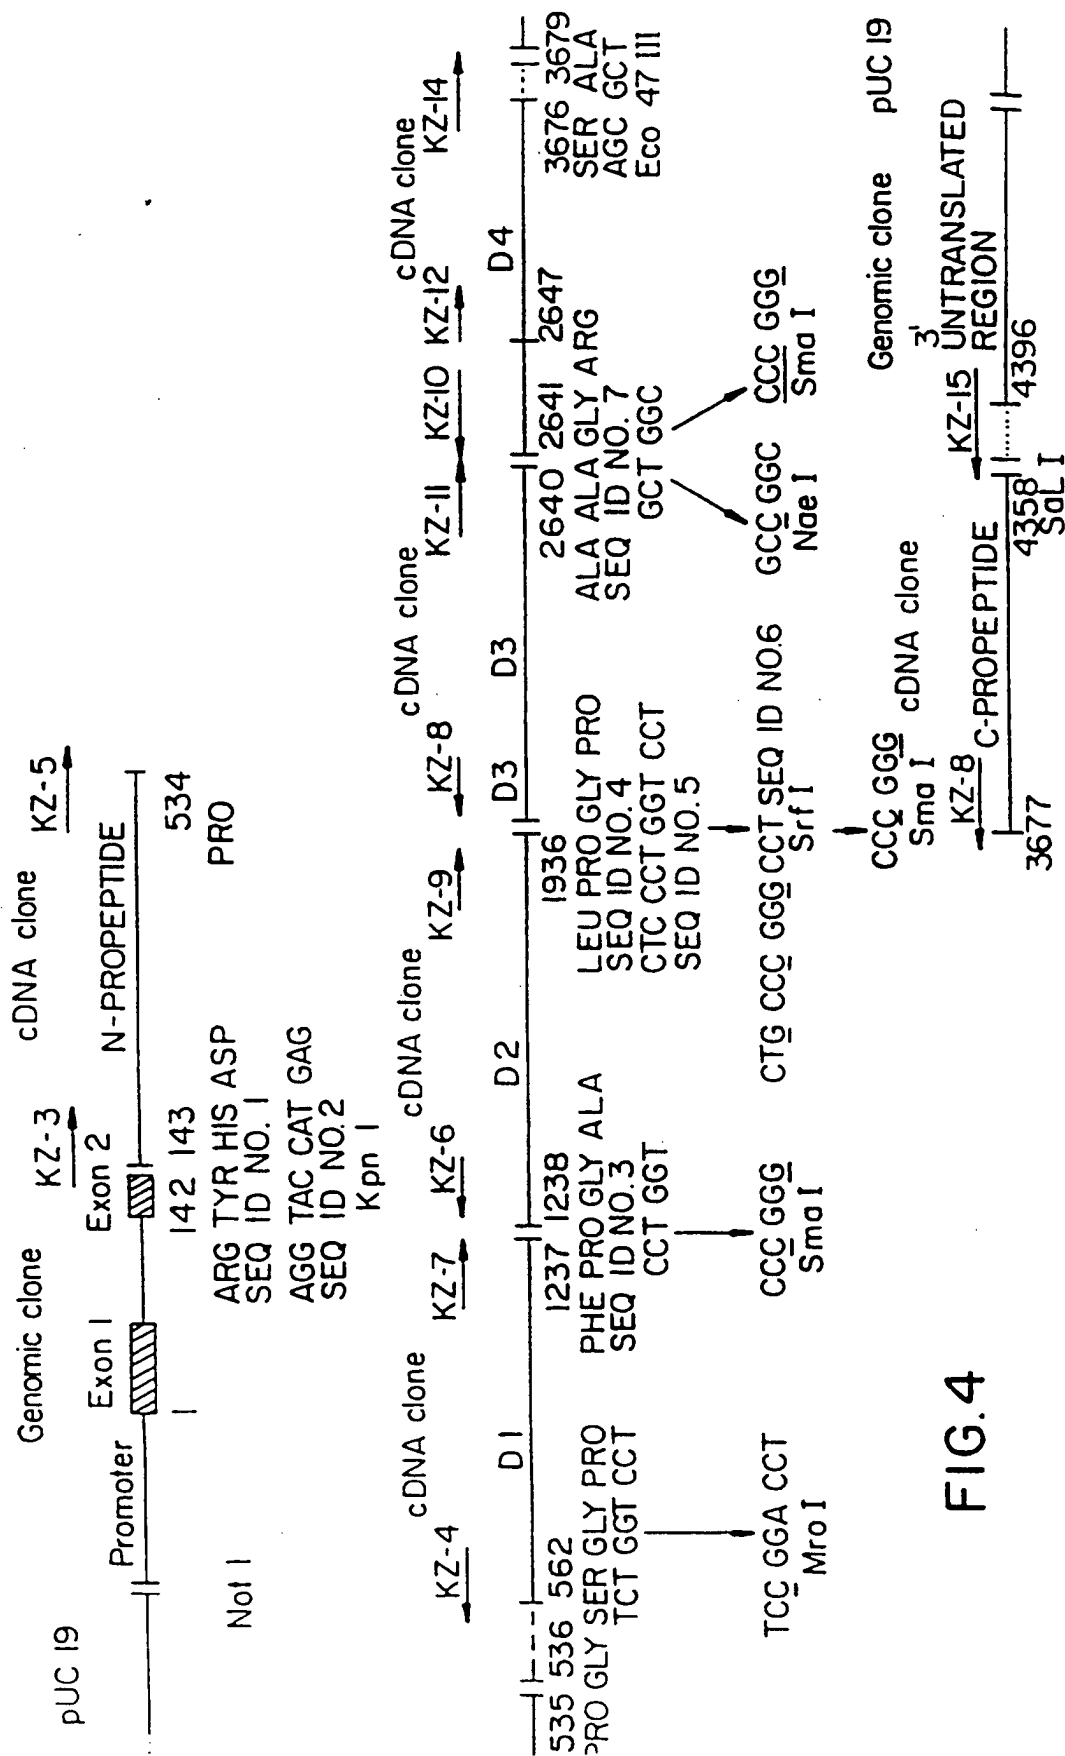 pUC 19
Genomic clone
cDNA clone
KZ-3
KZ-5
Promoter
Exon 1
Exon 2
N-PROPEPTIDE
Not 1
1
142 143
534
ARG TYR HIS ASP
PRO
SEQ ID NO. 1
AGG TAC CAT GAG
SEQ ID NO. 2
Kpn 1
cDNA clone
cDNA clone
cDNA clone
cDNA clone
KZ-4
KZ-7
KZ-6
KZ-9
KZ-8
KZ-11
KZ-10
KZ-12
KZ-14
D1
D2
D3
D3
D4
535 536 562
1237 1238
1936
2640 2641
2647
3676 3679
PRO GLY SER GLY PRO
PHE PRO GLY ALA
LEU PRO GLY PRO
ALA ALA ALA GLY ARG
SER ALA
TCT GGT CCT
SEQ ID NO. 3
SEQ ID NO. 4
SEQ ID NO. 7
AGC GCT
CCT GGT
CTC CCT GGT CCT
GCT GGC
Eco 47 III
SEQ ID NO. 5
TCC GGA CCT
CCC GGG
CTG CCC GGG CCT SEQ ID NO.6
GCC GGC
CCC GGG
Mro I
Sma I
Srf I
Nae I
Sma I
CCC GGG
cDNA clone
Genomic clone
pUC 19
Sma I
KZ-8
KZ-15
3'
UNTRANSLATED
REGION
C-PROPEPTIDE
3677
4358
4396
SaL I
FIG. 4